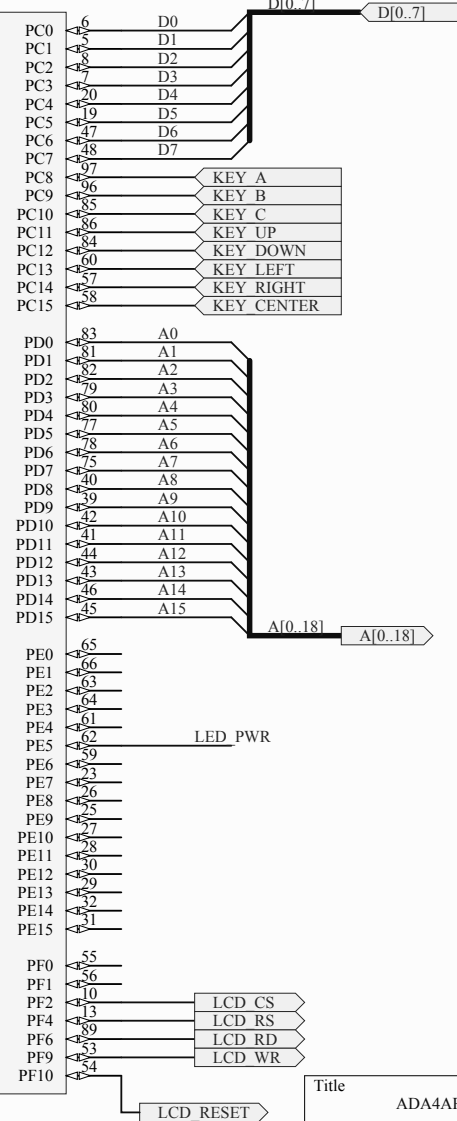 D[0..7] D[0..7]
PC0 6 D0
PC1 5 D1
PC2 8 D2
PC3 7 D3
PC4 20 D4
PC5 19 D5
PC6 47 D6
PC7 48 D7
PC8 97 KEY_A
PC9 96 KEY_B
PC10 85 KEY_C
PC11 86 KEY_UP
PC12 84 KEY_DOWN
PC13 60 KEY_LEFT
PC14 57 KEY_RIGHT
PC15 58 KEY_CENTER
PD0 83 A0
PD1 81 A1
PD2 82 A2
PD3 79 A3
PD4 80 A4
PD5 77 A5
PD6 78 A6
PD7 75 A7
PD8 40 A8
PD9 39 A9
PD10 42 A10
PD11 41 A11
PD12 44 A12
PD13 43 A13
PD14 46 A14
PD15 45 A15
A[0..18] A[0..18]
PE0 65
PE1 66
PE2 63
PE3 64
PE4 61
PE5 62 LED_PWR
PE6 59
PE7 23
PE8 26
PE9 25
PE10 27
PE11 28
PE12 30
PE13 29
PE14 32
PE15 31
PF0 55
PF1 56
PF2 10 LCD_CS
PF4 13 LCD_RS
PF6 89 LCD_RD
PF9 53 LCD_WR
PF10 54
LCD_RESET
Title